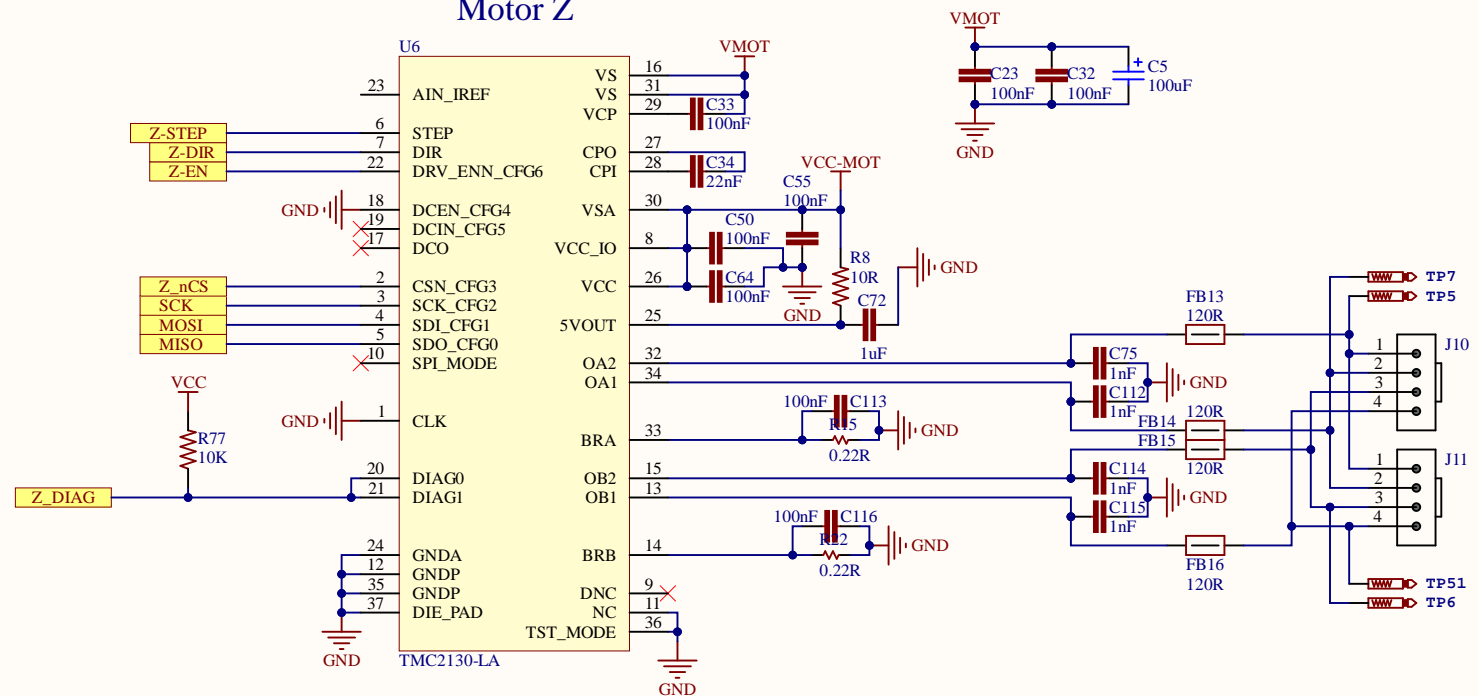 Motor Z
U6
VMOT
VMOT
23
AIN_IREF
VS
16
VS
31
VCP
29
C33
100nF
C23
100nF
C32
100nF
+
C5
100uF
GND
Z-STEP
6
STEP
Z-DIR
7
DIR
CPO
27
Z-EN
22
DRV_ENN_CFG6
CPI
28
C34
22nF
VCC-MOT
GND
18
DCEN_CFG4
VSA
30
C55
100nF
19
DCIN_CFG5
C50
100nF
17
DCO
VCC_IO
8
R8
10R
GND
Z_nCS
2
CSN_CFG3
VCC
26
C64
100nF
GND
SCK
3
SCK_CFG2
C72
1uF
MOSI
4
SDI_CFG1
5VOUT
25
MISO
5
SDO_CFG0
10
SPI_MODE
OA2
32
OA1
34
C75
1nF
C112
1nF
GND
FB13
120R
TP7
TP5
J10
1
2
3
4
VCC
GND
1
CLK
BRA
33
100nF
C113
R15
0.22R
GND
120R
FB14
FB15
120R
R77
10K
20
DIAG0
OB2
15
Z_DIAG
21
DIAG1
OB1
13
C114
1nF
C115
1nF
GND
J11
1
2
3
4
24
GNDA
BRB
14
100nF
C116
R22
0.22R
GND
FB16
120R
12
GNDP
35
GNDP
DNC
9
37
DIE_PAD
NC
11
TST_MODE
36
TP51
TP6
GND
TMC2130-LA
GND